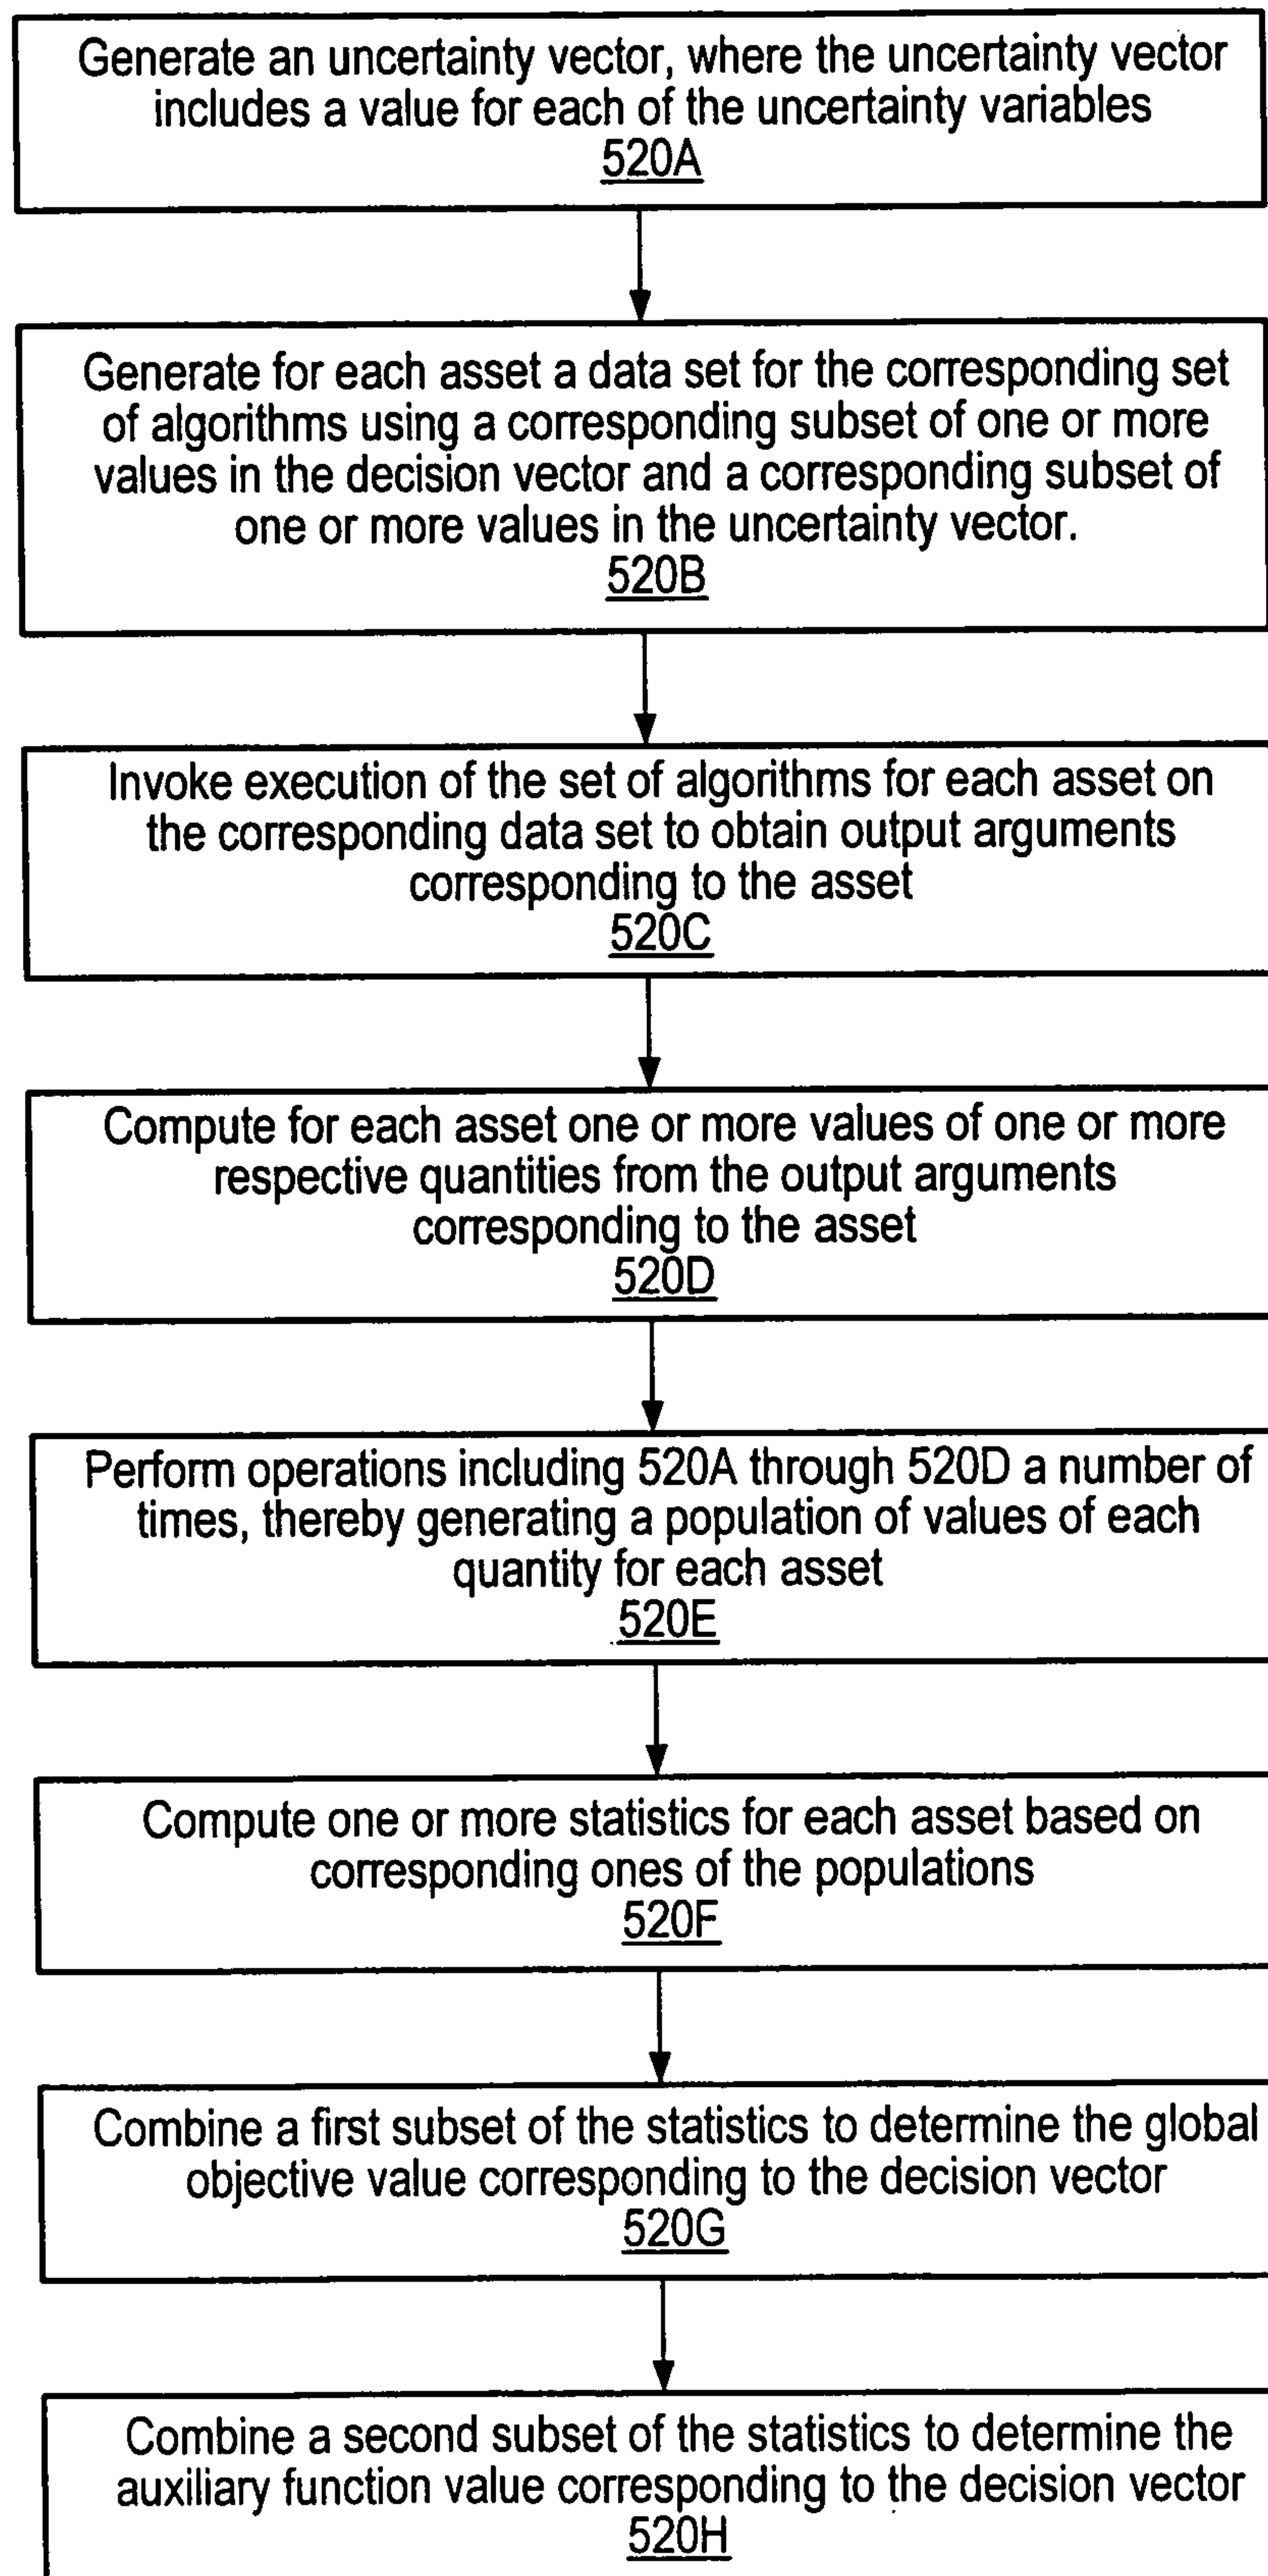 Generate an uncertainty vector, where the uncertainty vector
includes a value for each of the uncertainty variables
520A
Generate for each asset a data set for the corresponding set
of algorithms using a corresponding subset of one or more
values in the decision vector and a corresponding subset of
one or more values in the uncertainty vector.
520B
Invoke execution of the set of algorithms for each asset on
the corresponding data set to obtain output arguments
corresponding to the asset
520C
Compute for each asset one or more values of one or more
respective quantities from the output arguments
corresponding to the asset
520D
Perform operations including 520A through 520D a number of
times, thereby generating a population of values of each
quantity for each asset
520E
Compute one or more statistics for each asset based on
corresponding ones of the populations
520F
Combine a first subset of the statistics to determine the global
objective value corresponding to the decision vector
520G
Combine a second subset of the statistics to determine the
auxiliary function value corresponding to the decision vector
520H